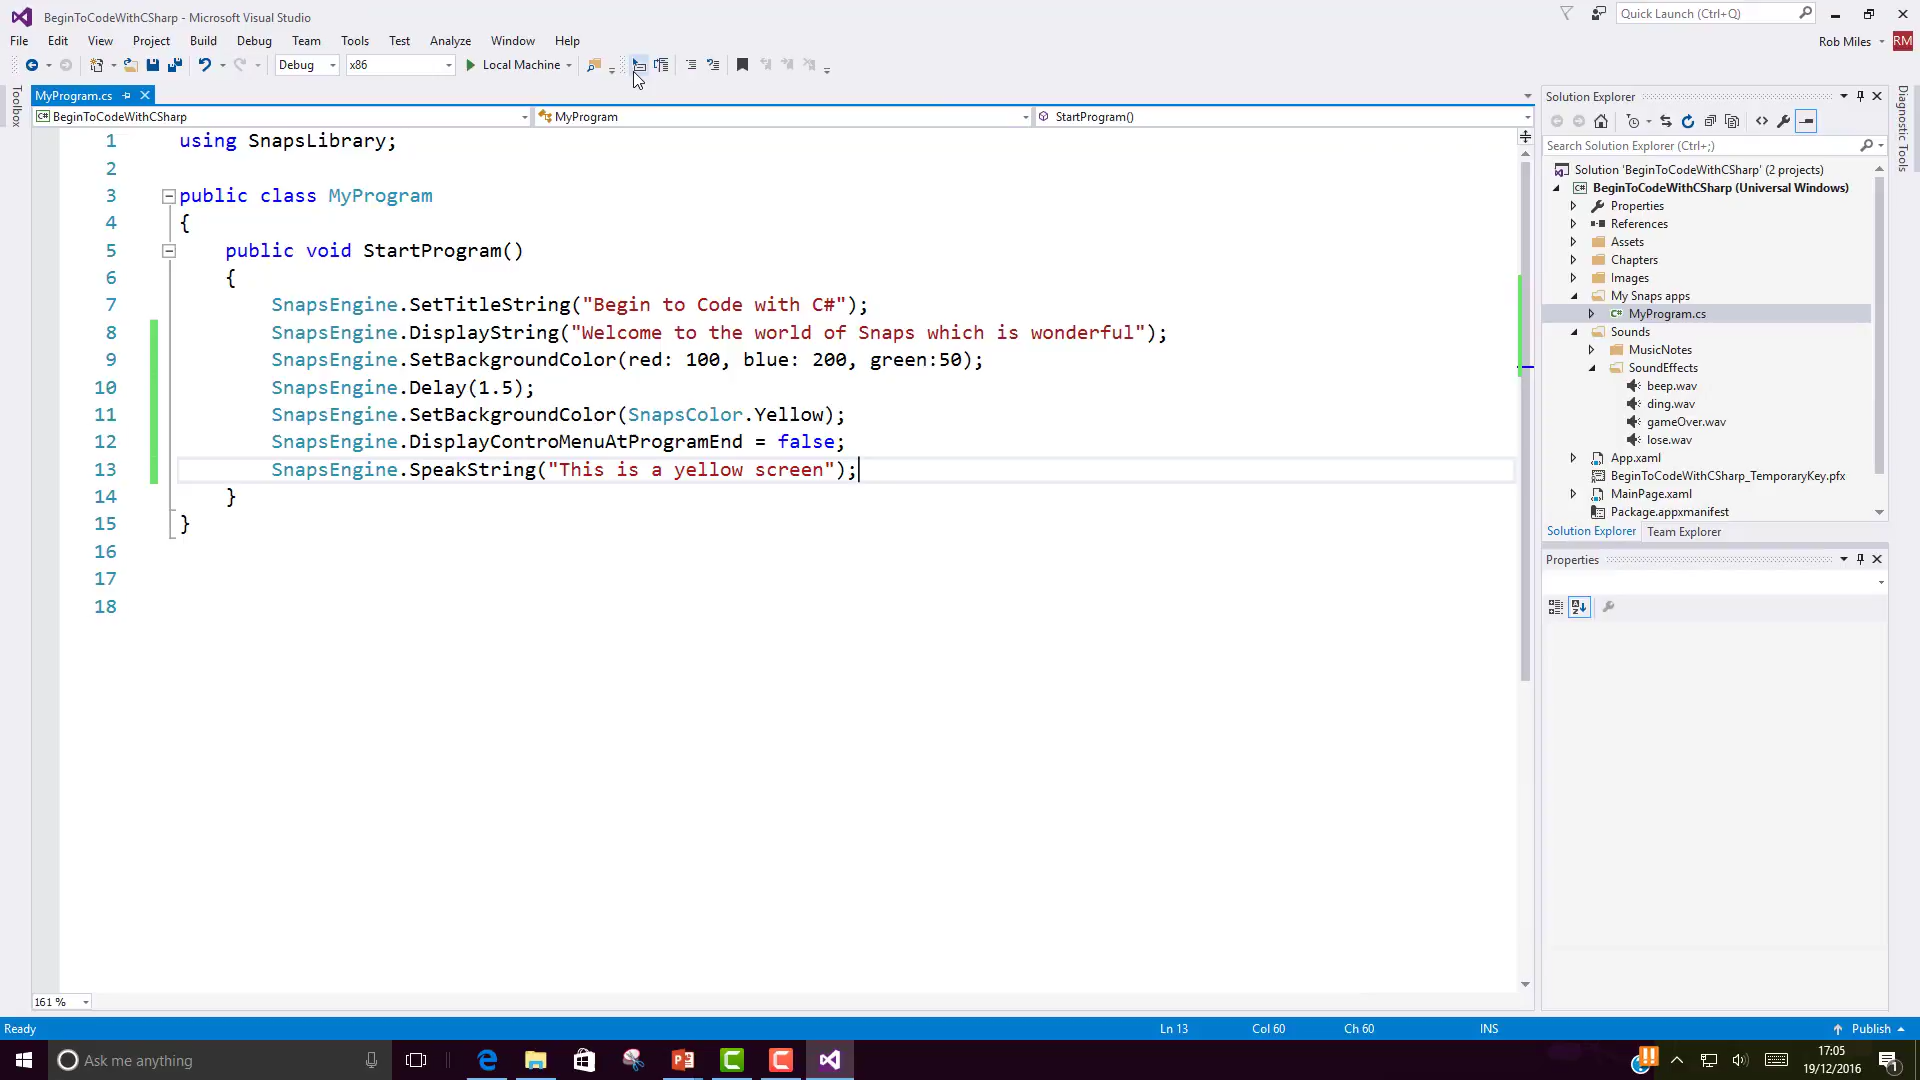 BeginToCodeWithCSharp - Microsoft Visual Studio
Quick Launch (Ctrl+Q)
File Edit View Project Build Debug Team Tools Test Analyze Window Help
Rob Miles RM
Debug x86 Local Machine
Toolbox
MyProgram.cs
BeginToCodeWithCSharp MyProgram StartProgram()
1 using SnapsLibrary;
2
3 public class MyProgram
4 {
5 public void StartProgram()
6 {
7 SnapsEngine.SetTitleString("Begin to Code with C#");
8 SnapsEngine.DisplayString("Welcome to the world of Snaps which is wonderful");
9 SnapsEngine.SetBackgroundColor(red: 100, blue: 200, green:50);
10 SnapsEngine.Delay(1.5);
11 SnapsEngine.SetBackgroundColor(SnapsColor.Yellow);
12 SnapsEngine.DisplayControMenuAtProgramEnd = false;
13 SnapsEngine.SpeakString("This is a yellow screen");
14 }
15 }
16
17
18
161 %
Solution Explorer
Search Solution Explorer (Ctrl+;)
Solution 'BeginToCodeWithCSharp' (2 projects)
C# BeginToCodeWithCSharp (Universal Windows)
Properties
References
Assets
Chapters
Images
My Snaps apps
C# MyProgram.cs
Sounds
MusicNotes
SoundEffects
beep.wav
ding.wav
gameOver.wav
lose.wav
App.xaml
BeginToCodeWithCSharp_TemporaryKey.pfx
MainPage.xaml
Package.appxmanifest
Solution Explorer Team Explorer
Properties
Diagnostic Tools
Ready Ln 13 Col 60 Ch 60 INS Publish
Ask me anything
17:05
19/12/2016
1